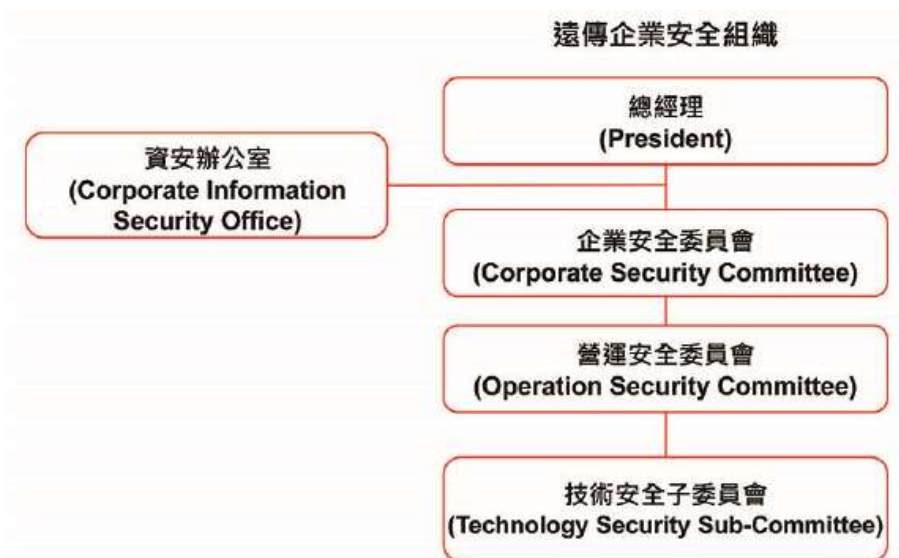 遠傳企業安全組織
總經理
(President)
資安辦公室
(Corporate Information
Security Office)
企業安全委員會
(Corporate Security Committee)
營運安全委員會
(Operation Security Committee)
技術安全子委員會
(Technology Security Sub-Committee)